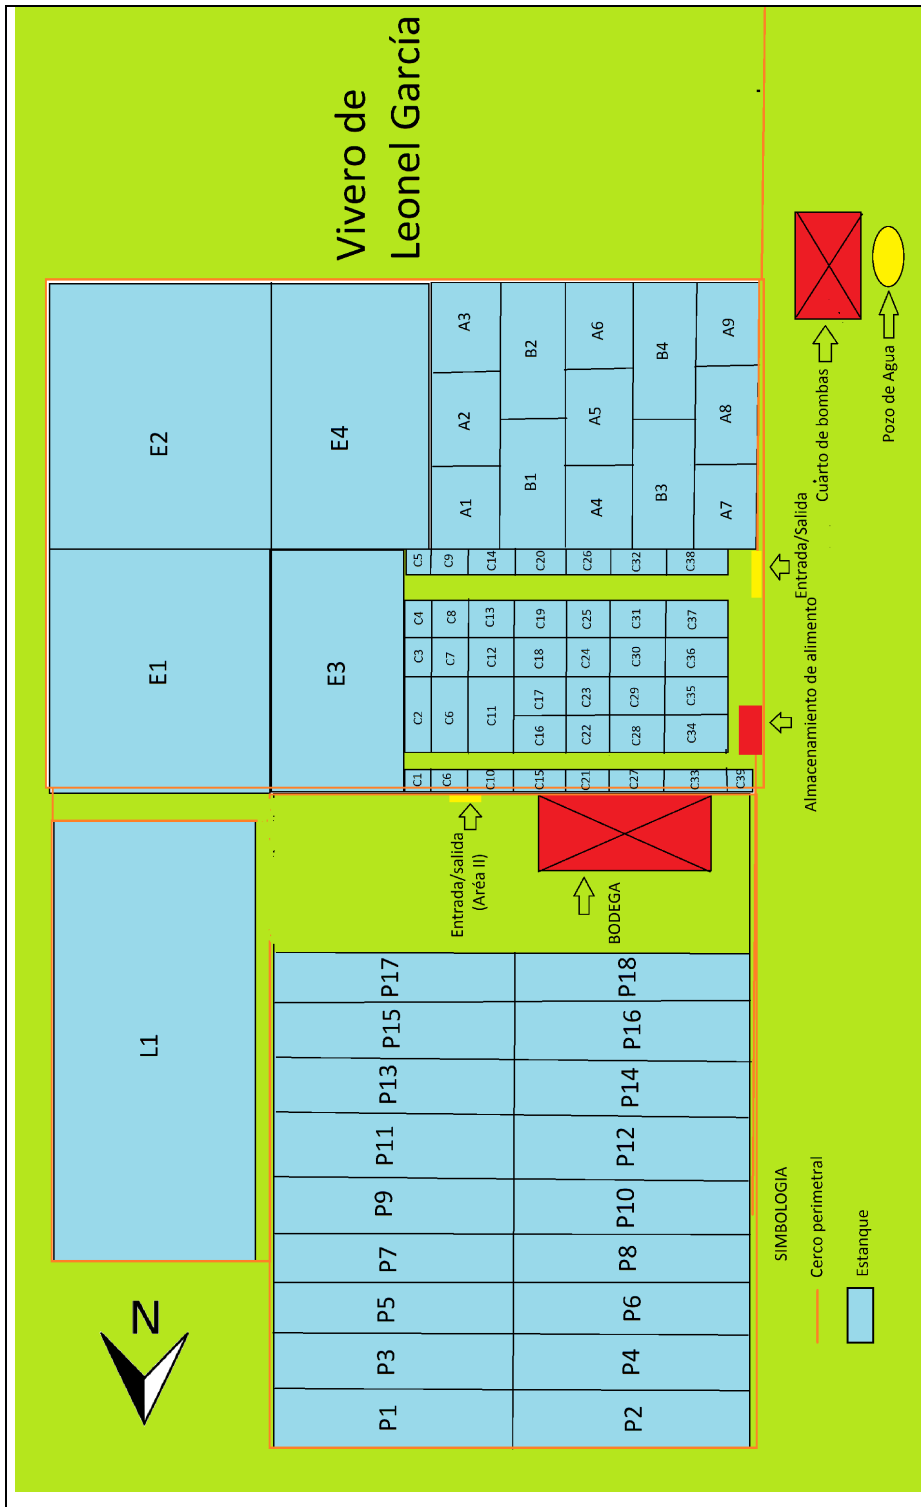 N
L1
E1
E2
E3
E4
Vivero de
Leonel García
P1
P3
P5
P7
P9
P11
P13
P15
P17
P2
P4
P6
P8
P10
P12
P14
P16
P18
Entrada/salida
(Aréa II)
BODEGA
C1
C2
C3
C4
C5
C6
C6
C7
C8
C9
C10
C11
C12
C13
C14
C15
C16
C17
C18
C19
C20
C21
C22
C23
C24
C25
C26
C27
C28
C29
C30
C31
C32
C33
C34
C35
C36
C37
C38
C39
A1
A2
A3
B1
B2
A4
A5
A6
B3
B4
A7
A8
A9
Almacenamiento de alimento
Entrada/Salida
Cuarto de bombas
Pozo de Agua
SIMBOLOGIA
Cerco perimetral
Estanque